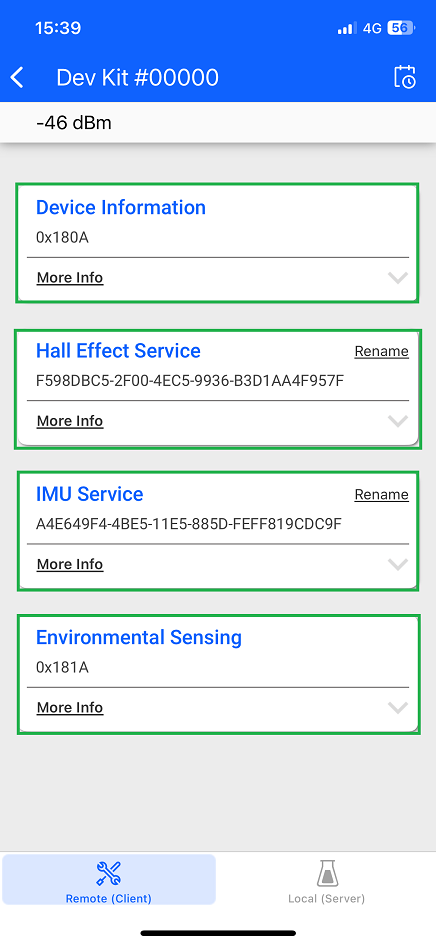 15:39
4G 56
Dev Kit #00000
-46 dBm
Device Information
0x180A
More Info
Hall Effect Service
Rename
F598DBC5-2F00-4EC5-9936-B3D1AA4F957F
More Info
IMU Service
Rename
A4E649F4-4BE5-11E5-885D-FEFF819CDC9F
More Info
Environmental Sensing
0x181A
More Info
Remote (Client)
Local (Server)